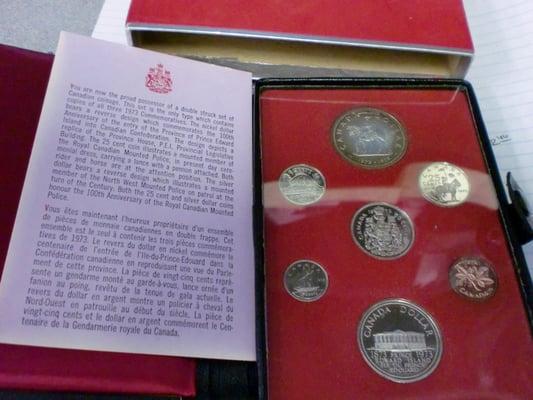 You are now the proud possessor of a double struck set of
Canadian coinage. This set is the only type which contains
copies of all three 1973 Commemoratives. The nickel dollar
bears a reverse design which commemorates the 100th
Anniversary of the entry of the Province of Prince Edward
Island into Canadian Confederation. The design depicts a
replica of the Province House, P.E.I. Provincial Legislative
Building. The 25 cent coin illustrates a mounted member of
the Royal Canadian Mounted Police, in present day cere-
monial dress, carrying a lance with a pennon attached. Both
rider and horse are at the attention position. The silver
dollar bears a reverse design which illustrates a mounted
member of the North West Mounted Police on patrol at the
turn of the Century. Both the 25 cent and silver dollar coins
honour the 100th Anniversary of the Royal Canadian Mounted
Police.
Vous êtes maintenant l'heureux propriétaire d'un ensemble
de pièces de monnaie canadiennes en double frappe. Cet
ensemble est le seul à contenir les trois pièces commémora-
tives de 1973. Le revers du dollar en nickel commémore le
centenaire de l'entrée de l'Ile-du-Prince-Édouard dans la
Confédération canadienne en reproduisant une vue du Parle-
ment de cette province. La pièce de vingt-cinq cents repré-
sente un gendarme monté au garde-à-vous, lance ornée d'un
fanion au poing, revêtu de la tenue de gala actuelle. Le
revers du dollar en argent montre un policier à cheval du
Nord-Ouest en patrouille au début du siècle. La pièce de
vingt-cinq cents et le dollar en argent commémorent le Cen-
tenaire de la Gendarmerie royale du Canada.
CANADA
CANADA DOLLAR
1873 PRINCE 1973
EDWARD ISLAND
ILE DU PRINCE
EDOUARD